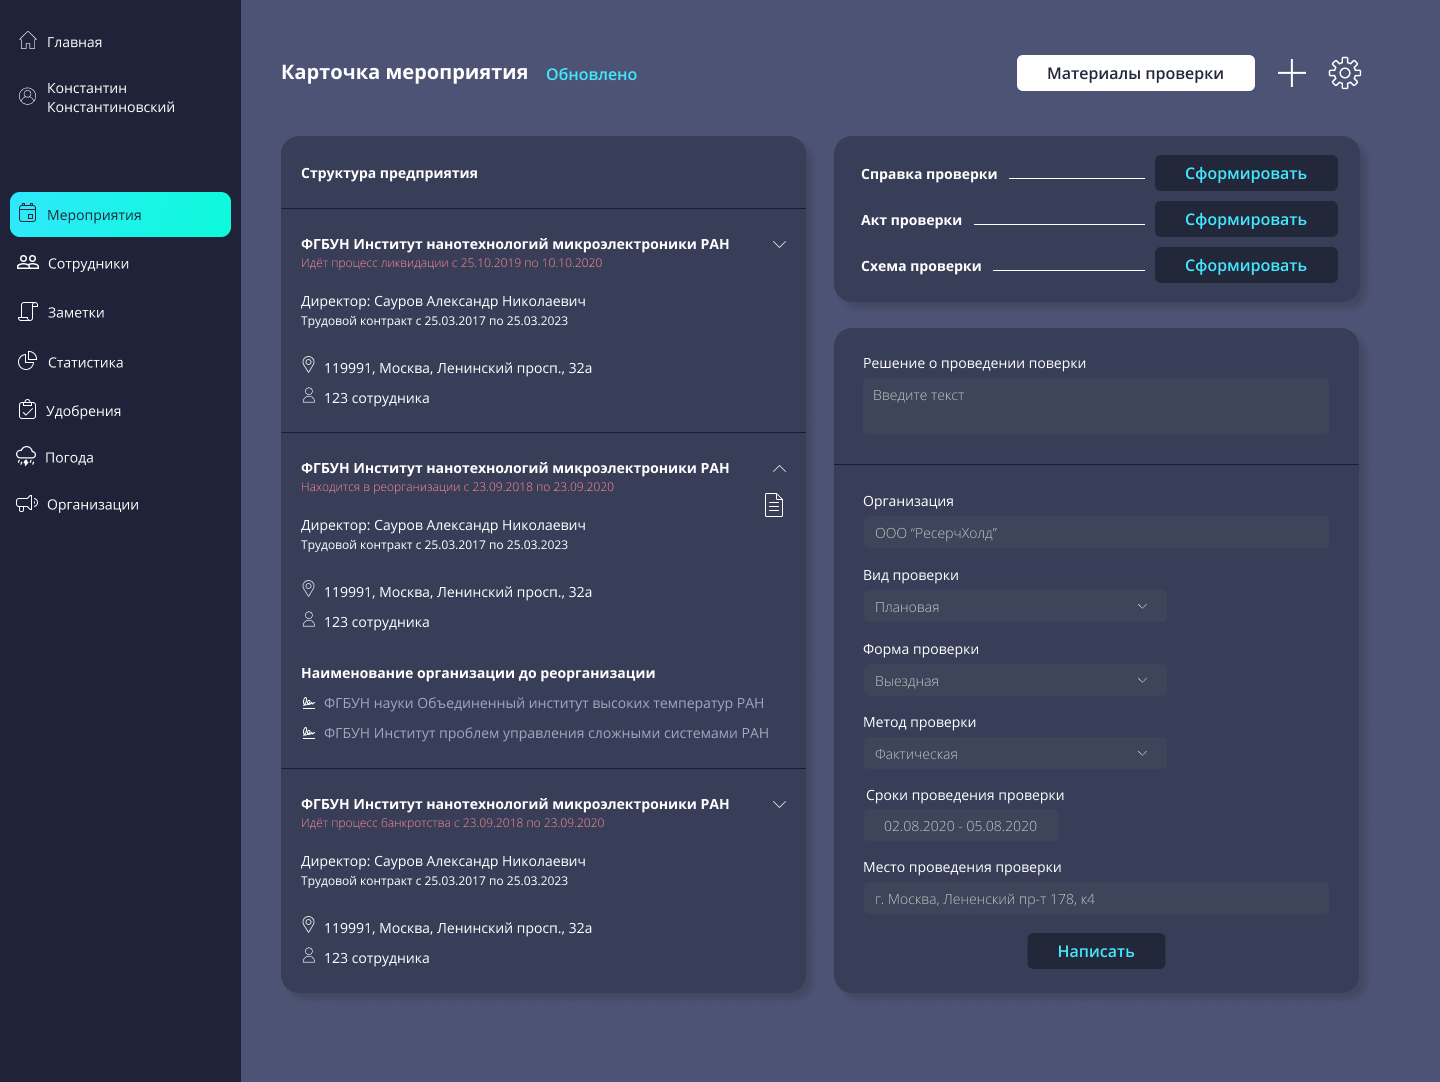 Главная
Константин
Константиновский
Мероприятия
Сотрудники
Заметки
Статистика
Удобрения
Погода
Организации
Карточка мероприятия
Обновлено
Материалы проверки
Структура предприятия
ФГБУН Институт нанотехнологий микроэлектроники РАН
Идёт процесс ликвидации с 25.10.2019 по 10.10.2020
Директор: Сауров Александр Николаевич
Трудовой контракт с 25.03.2017 по 25.03.2023
119991, Москва, Ленинский просп., 32а
123 сотрудника
ФГБУН Институт нанотехнологий микроэлектроники РАН
Находится в реорганизации с 23.09.2018 по 23.09.2020
Директор: Сауров Александр Николаевич
Трудовой контракт с 25.03.2017 по 25.03.2023
119991, Москва, Ленинский просп., 32а
123 сотрудника
Наименование организации до реорганизации
ФГБУН науки Объединенный институт высоких температур РАН
ФГБУН Институт проблем управления сложными системами РАН
ФГБУН Институт нанотехнологий микроэлектроники РАН
Идёт процесс банкротства с 23.09.2018 по 23.09.2020
Директор: Сауров Александр Николаевич
Трудовой контракт с 25.03.2017 по 25.03.2023
119991, Москва, Ленинский просп., 32а
123 сотрудника
Справка проверки
Сформировать
Акт проверки
Сформировать
Схема проверки
Сформировать
Решение о проведении поверки
Введите текст
Организация
ООО “РесерчХолд”
Вид проверки
Плановая
Форма проверки
Выездная
Метод проверки
Фактическая
Сроки проведения проверки
02.08.2020 - 05.08.2020
Место проведения проверки
г. Москва, Лененский пр-т 178, к4
Написать